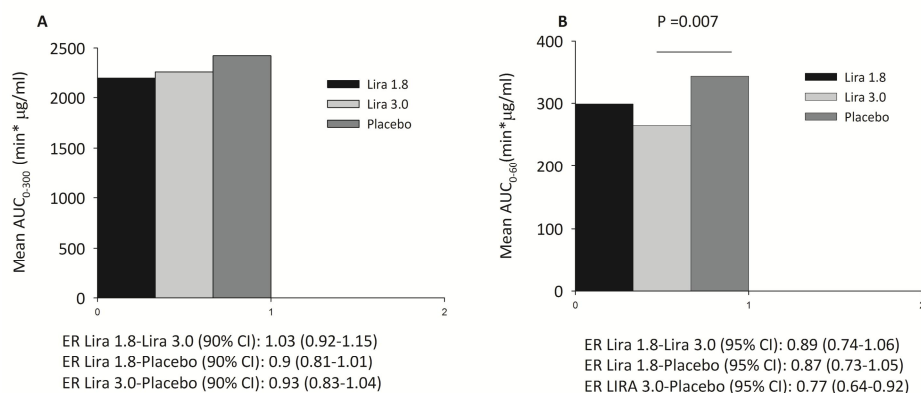 A
Mean AUC0-300 (min* µg/ml)
2500
2000
1500
1000
500
0
0
1
2
Lira 1.8
Lira 3.0
Placebo
ER Lira 1.8-Lira 3.0 (90% CI): 1.03 (0.92-1.15)
ER Lira 1.8-Placebo (90% CI): 0.9 (0.81-1.01)
ER Lira 3.0-Placebo (90% CI): 0.93 (0.83-1.04)
B
P =0.007
Mean AUC0-60(min*µg/ml)
400
300
200
100
0
0
1
2
Lira 1.8
Lira 3.0
Placebo
ER Lira 1.8-Lira 3.0 (95% CI): 0.89 (0.74-1.06)
ER Lira 1.8-Placebo (95% CI): 0.87 (0.73-1.05)
ER LIRA 3.0-Placebo (95% CI): 0.77 (0.64-0.92)